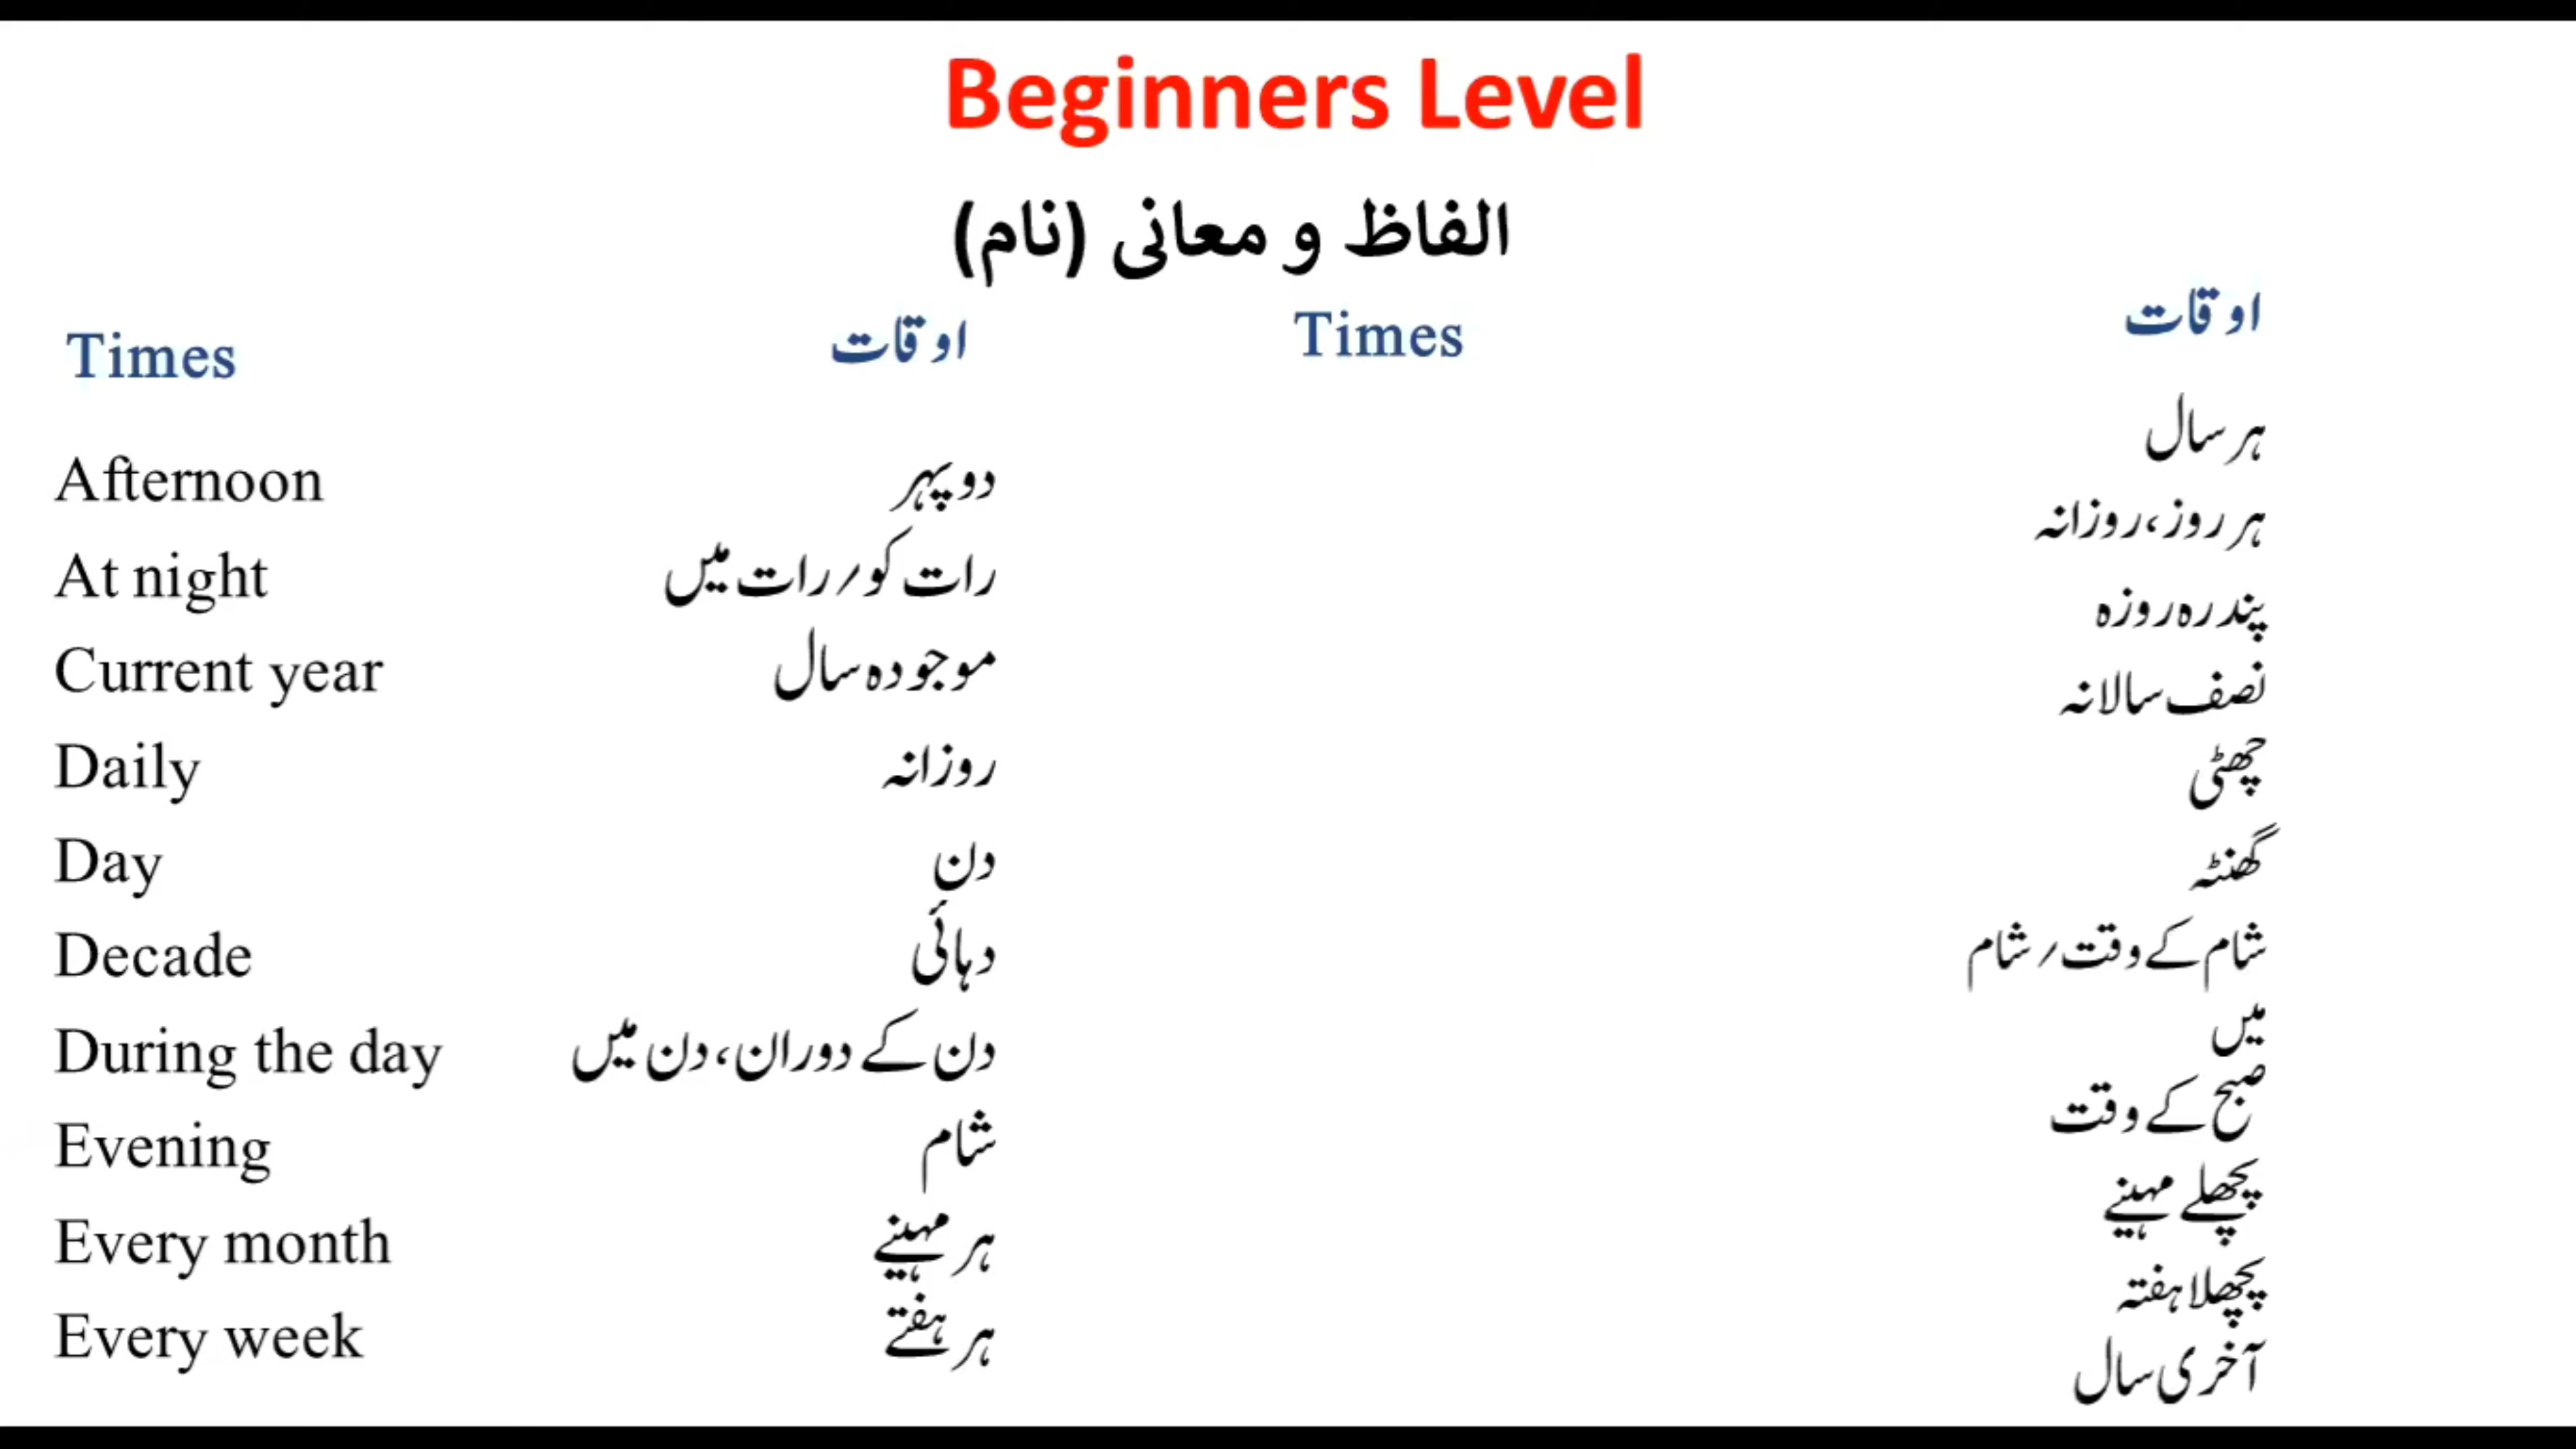 Beginners Level
الفاظ و معانی (نام)
Times اوقات Times اوقات
Afternoon دوپہر
At night رات کو/رات میں
Current year موجودہ سال
Daily روزانہ
Day دن
Decade دہائی
During the day دن کے دوران، دن میں
Evening شام
Every month ہر مہینے
Every week ہر ہفتے
ہر سال
ہر روز، روزانہ
پندرہ روزہ
نصف سالانہ
چھٹی
گھنٹہ
شام کے وقت/شام
میں
صبح کے وقت
پچھلے مہینے
پچھلا ہفتہ
آخری سال